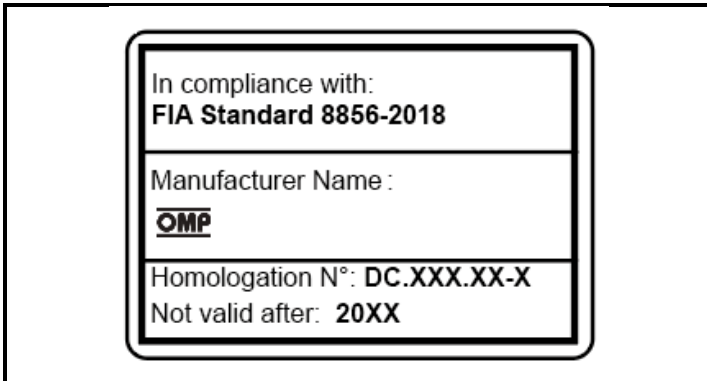 In compliance with:
FIA Standard 8856-2018
Manufacturer Name :
OMP
Homologation N°: DC.XXX.XX-X
Not valid after: 20XX